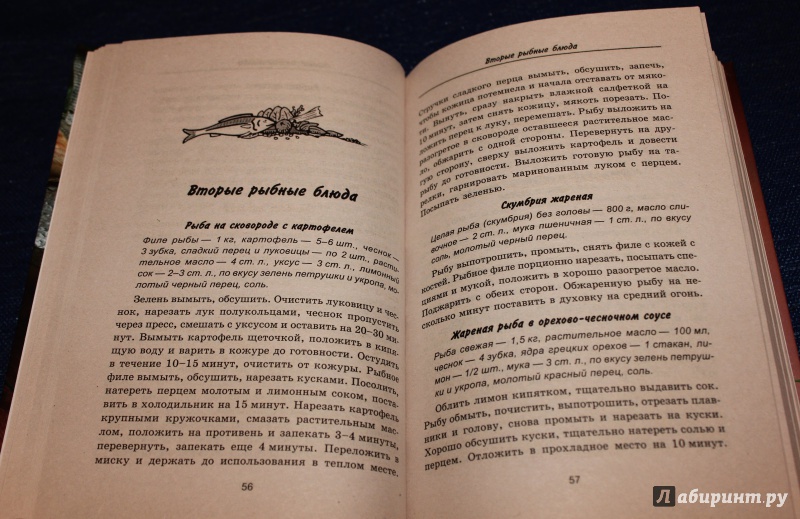 Вторые рыбные блюда
Рыба на сковороде с картофелем
Филе рыбы — 1 кг, картофель — 5–6 шт., чеснок —
3 зубка, сладкий перец и луковицы — по 2 шт., расти-
тельное масло — 4 ст. л., уксус — 3 ст. л., лимонный
сок — 2–3 ст. л., по вкусу зелень петрушки и укропа, мо-
лотый черный перец, соль.
Зелень вымыть, обсушить. Очистить луковицу и чес-
нок, нарезать лук полукольцами, чеснок пропустить
через пресс, смешать с уксусом и оставить на 20–30 мин-
ут. Вымыть картофель щеточкой, положить в кипя-
щую воду и варить в кожуре до готовности. Остудить
в течение 10–15 минут, очистить от кожуры. Рыбное
филе вымыть, обсушить, нарезать кусками. Посолить,
натереть перцем молотым и лимонным соком, поста-
вить в холодильник на 15 минут. Нарезать картофель
крупными кружочками, смазать растительным мас-
лом, положить на противень и запекать 3–4 минуты,
перевернуть, запекать еще 4 минуты. Переложить в
миску и держать до использования в теплом месте.
56
Вторые рыбные блюда
Стручки сладкого перца вымыть, обсушить, запечь,
чтобы кожица потемнела и начала отставать от мяко-
ти. Вынуть, сразу накрыть влажной салфеткой на
10 минут, затем снять кожицу, мякоть порезать. По-
ложить перец к луку, перемешать. Рыбу выложить на
разогретое в сковороде оставшееся растительное мас-
ло, обжарить с одной стороны. Перевернуть на дру-
гую сторону, сверху выложить картофель и довести
рыбу до готовности. Выложить готовую рыбу на та-
релки, гарнировать маринованным луком с перцем.
Посыпать зеленью.
Скумбрия жареная
Целая рыба (скумбрия) без головы — 800 г, масло сли-
вочное — 2 ст. л., мука пшеничная — 1 ст. л., по вкусу
соль, молотый черный перец.
Рыбу выпотрошить, промыть, снять филе с кожей с
костей. Рыбное филе порционно нарезать, посыпать спе-
циями и мукой, положить в хорошо разогретое масло.
Поджарить с обеих сторон. Обжаренную рыбу на не-
сколько минут поставить в духовку на средний огонь.
Жареная рыба в орехово-чесночном соусе
Рыба свежая — 1,5 кг, растительное масло — 100 мл,
чеснок — 4 зубка, ядра грецких орехов — 1 стакан, ли-
мон — 1/2 шт., мука — 3 ст. л., по вкусу зелень петруш-
ки и укропа, молотый красный перец, соль.
Облить лимон кипятком, тщательно выдавить сок.
Рыбу обмыть, почистить, выпотрошить, отрезать плав-
ники и голову, снова промыть и нарезать на куски.
Хорошо обсушить куски, тщательно натереть солью и
перцем. Отложить в прохладное место на 10 минут.
57
Лабиринт.ру